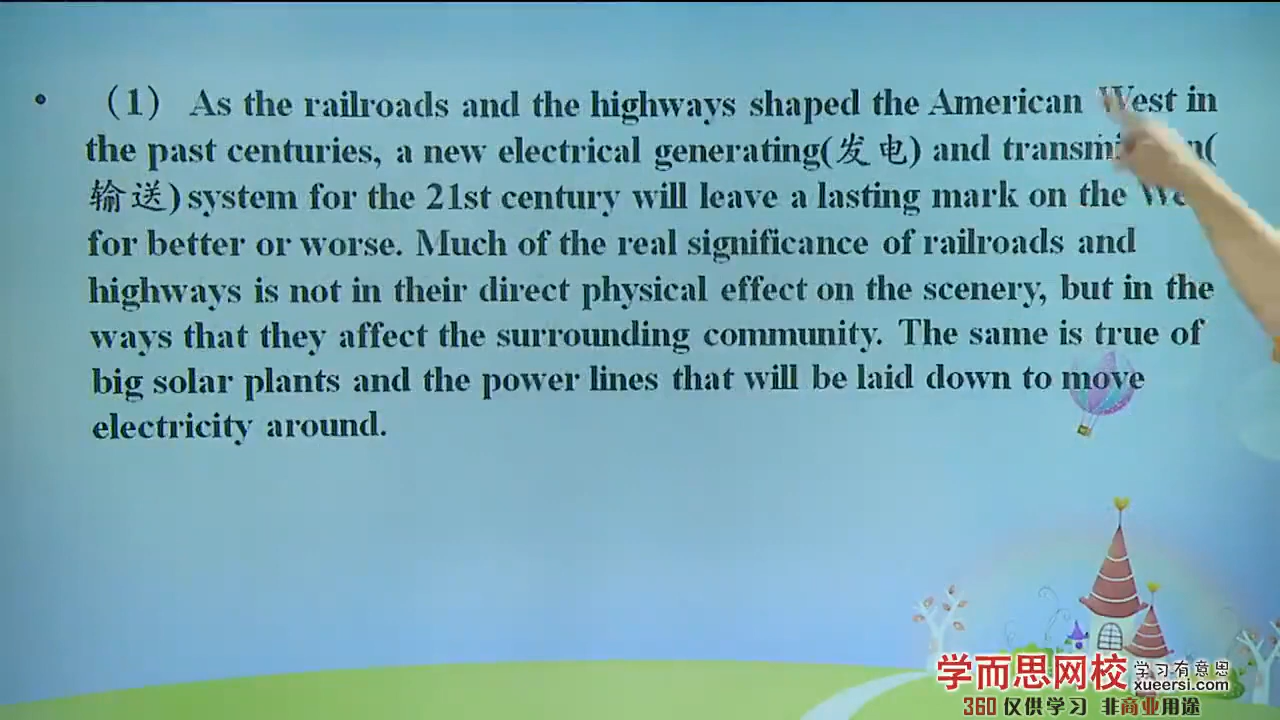 • （1） As the railroads and the highways shaped the American West in
the past centuries, a new electrical generating(发电) and
输送)system for the 21st century will leave a lasting mark on the
for better or worse. Much of the real significance of railroads and
highways is not in their direct physical effect on the scenery, but in the
ways that they affect the surrounding community. The same is true of
big solar plants and the power lines that will be laid down to move
electricity around.
学而思网校 学习有意思
xueersi.com
360 仅供学习 非商业用途